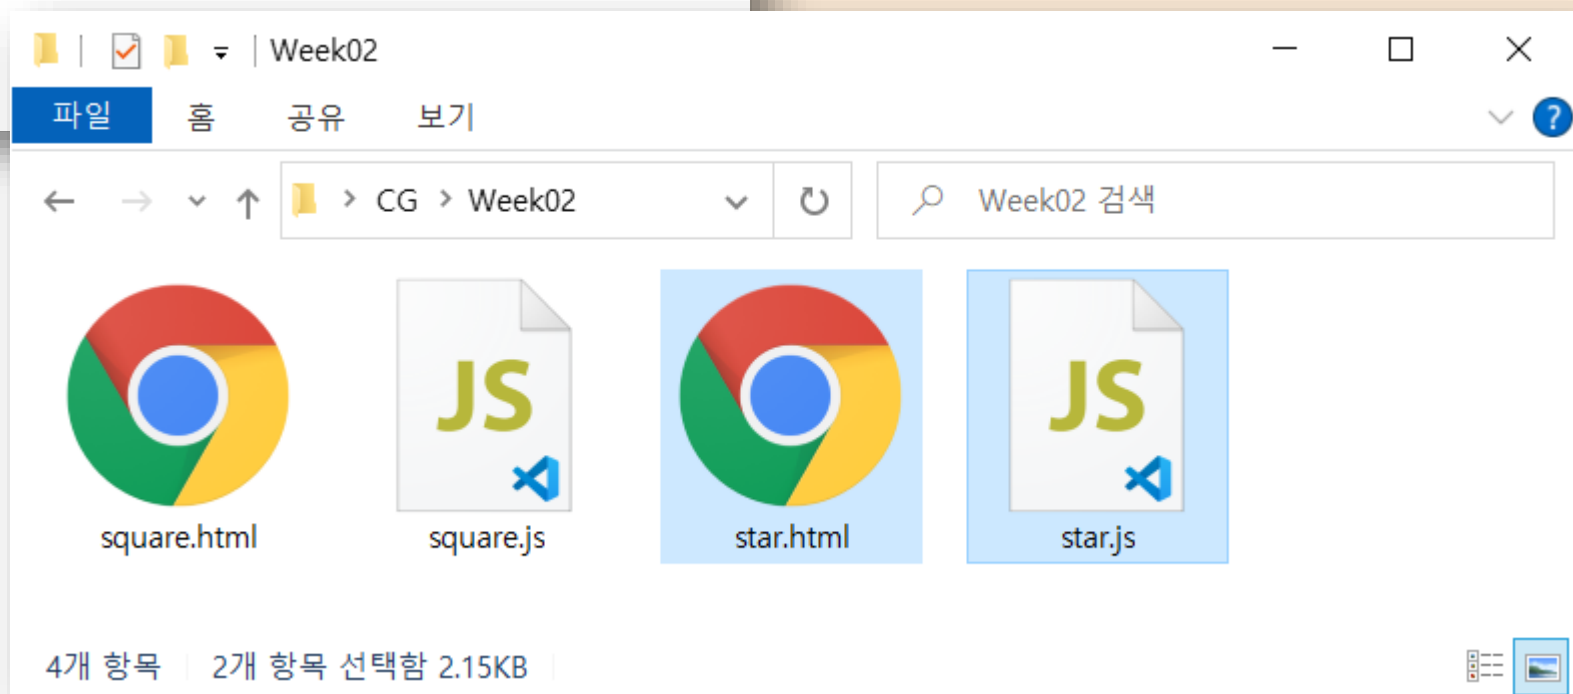 Week02
파일 홈 공유 보기 ?
CG Week02 Week02 검색
JS JS
square.html square.js star.html star.js
4개 항목 2개 항목 선택함 2.15KB